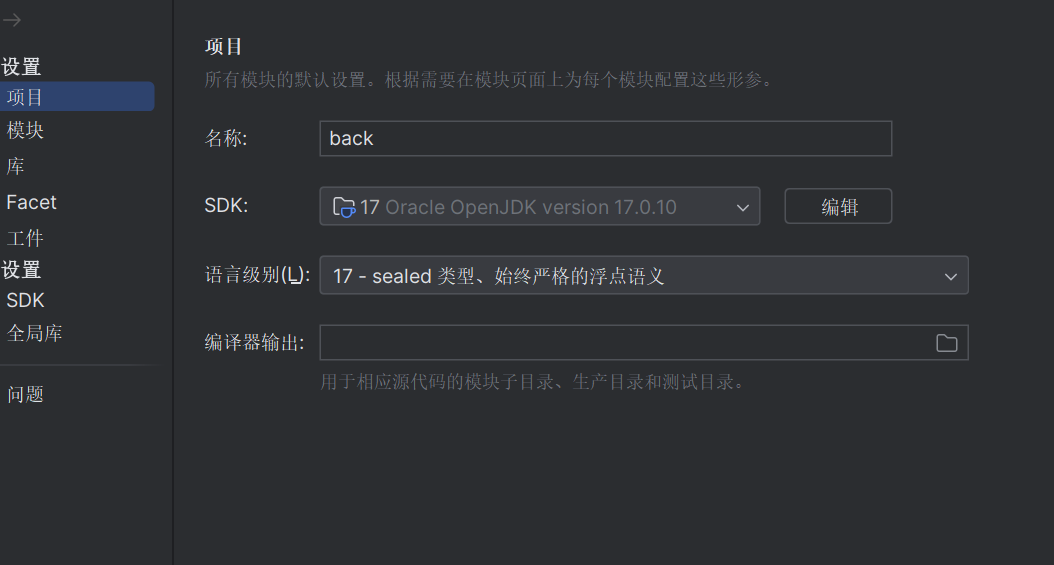 设置
项目
模块
库
Facet
工件
设置
SDK
全局库
问题
项目
所有模块的默认设置。根据需要在模块页面上为每个模块配置这些形参。
名称: back
SDK: 17 Oracle OpenJDK version 17.0.10 编辑
语言级别(L): 17 - sealed 类型、始终严格的浮点语义
编译器输出:
用于相应源代码的模块子目录、生产目录和测试目录。